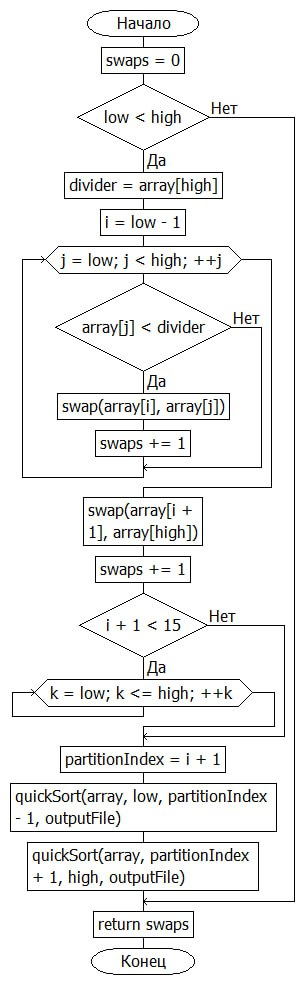 Начало
swaps = 0
low < high
Нет
Да
divider = array[high]
i = low - 1
j = low; j < high; ++j
array[j] < divider
Нет
Да
swap(array[i], array[j])
swaps += 1
swap(array[i +
1], array[high])
swaps += 1
i + 1 < 15
Нет
Да
k = low; k <= high; ++k
partitionIndex = i + 1
quickSort(array, low, partitionIndex
- 1, outputFile)
quickSort(array, partitionIndex
+ 1, high, outputFile)
return swaps
Конец